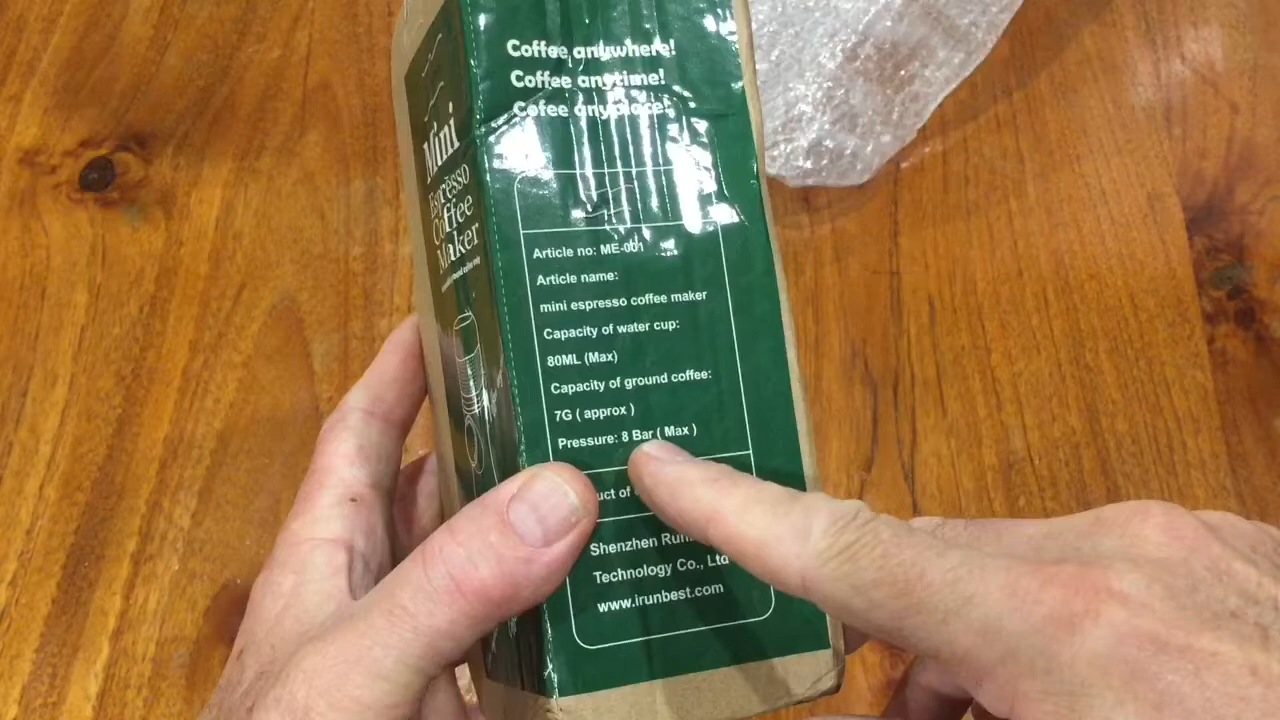 Coffee anywhere!
Coffee anytime!
Cofee anyplace!
Mini
Espresso
Coffee
Maker
Article no: ME-001
Article name:
mini espresso coffee maker
Capacity of water cup:
80ML (Max)
Capacity of ground coffee:
7G ( approx )
Pressure: 8 Bar ( Max )
uct of
Shenzhen
Technology Co., Ltd
www.irunbest.com